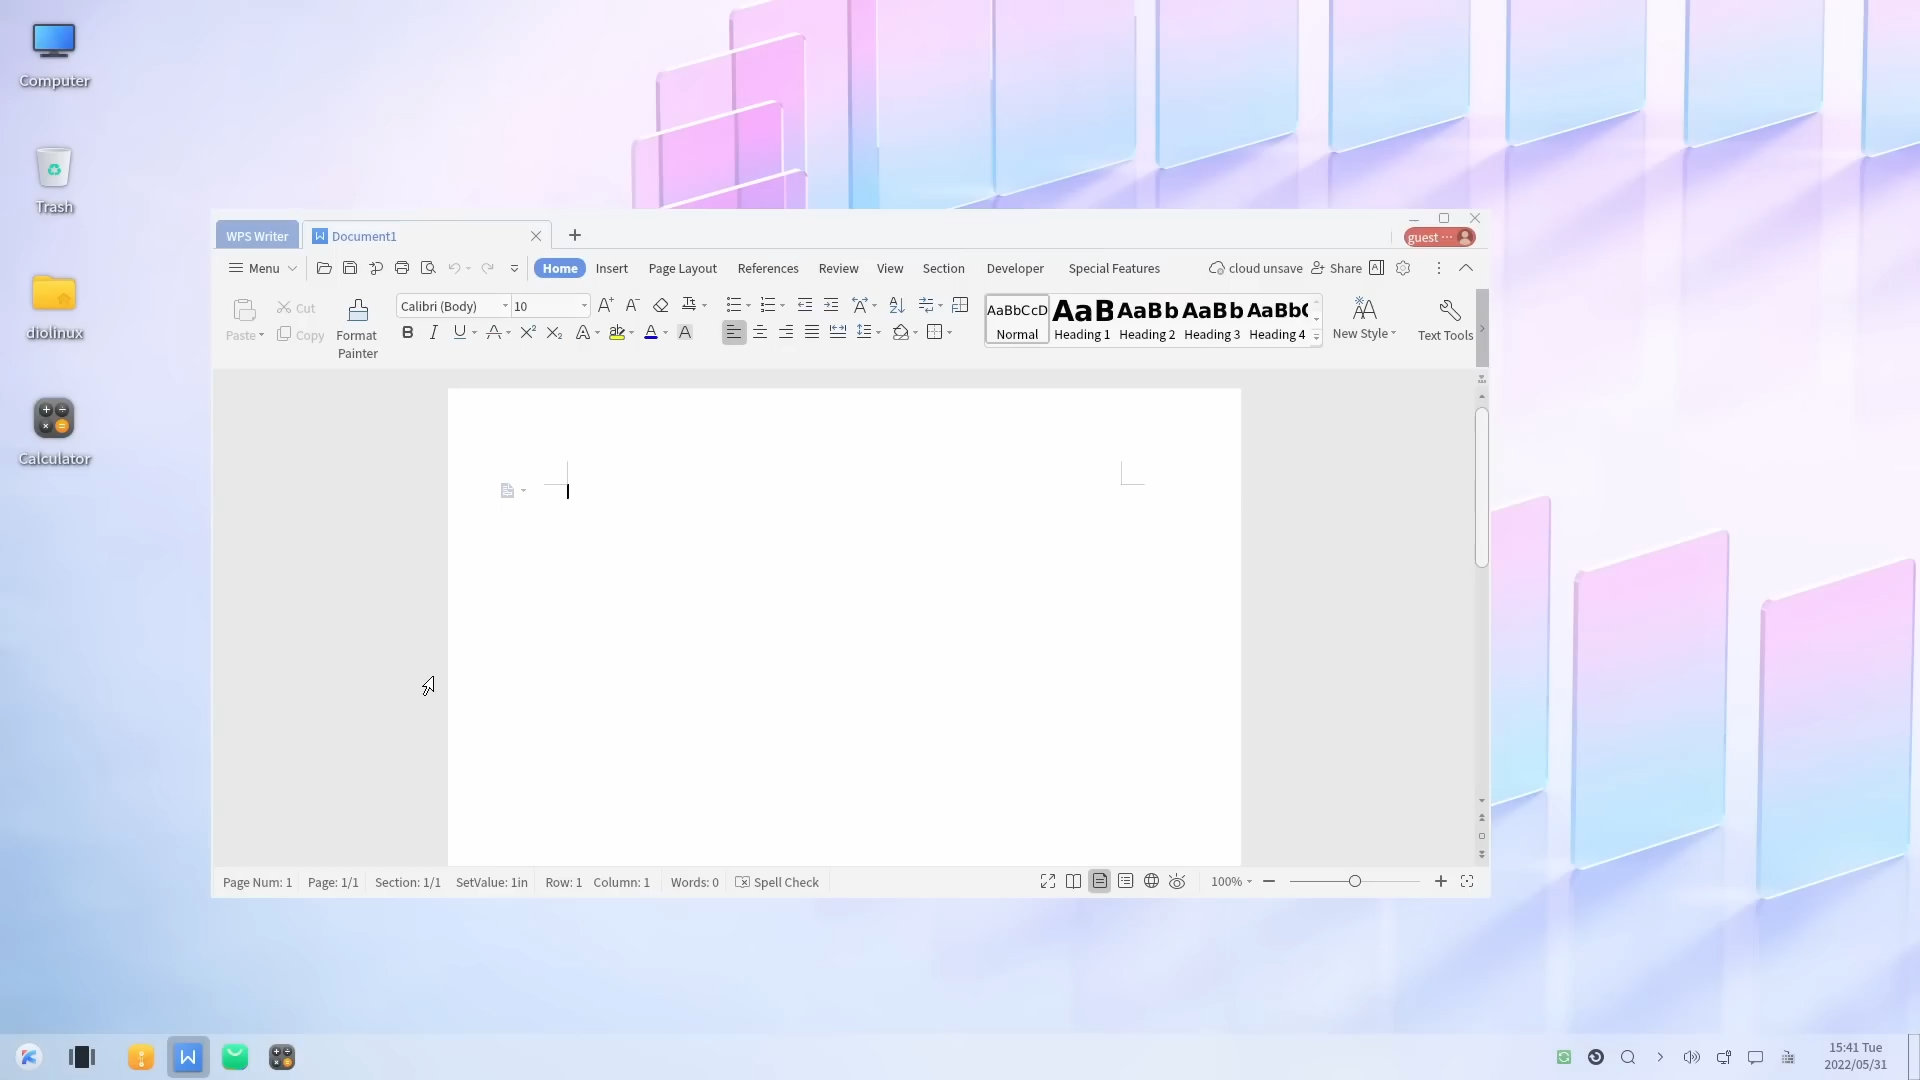 Computer
Trash
diolinux
Calculator
WPS Writer
Document1
guest ···
Menu
Home
Insert
Page Layout
References
Review
View
Section
Developer
Special Features
cloud unsave
Share
Paste
Cut
Copy
Format
Painter
Calibri (Body)
10
AaBbCcD
AaB
AaBb
AaBb
AaBb(
Normal
Heading 1
Heading 2
Heading 3
Heading 4
New Style
Text Tools
Page Num: 1
Page: 1/1
Section: 1/1
SetValue: 1in
Row: 1
Column: 1
Words: 0
Spell Check
100%
15:41 Tue
2022/05/31